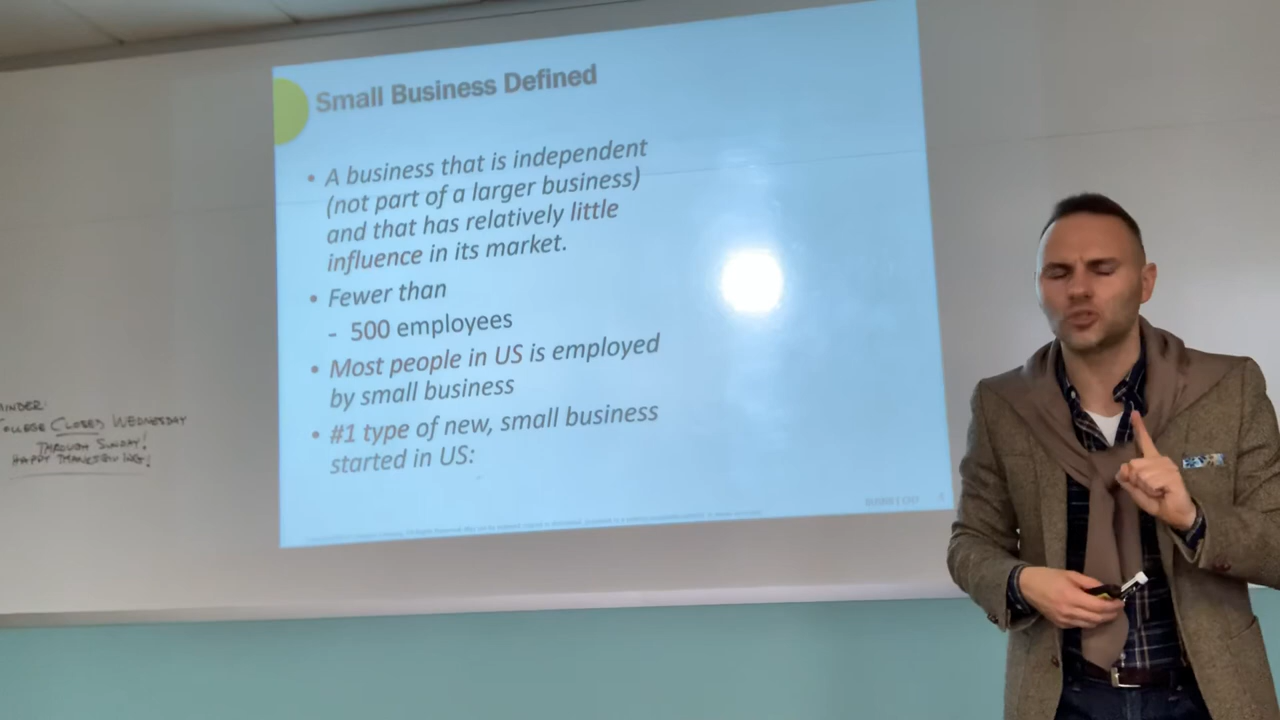 Small Business Defined
• A business that is independent
(not part of a larger business)
and that has relatively little
influence in its market.
• Fewer than
- 500 employees
• Most people in US is employed
by small business
• #1 type of new, small business
started in US:
CLOSED WEDNESDAY
THROUGH SUNDAY!
HAPPY THANKSGIVING!